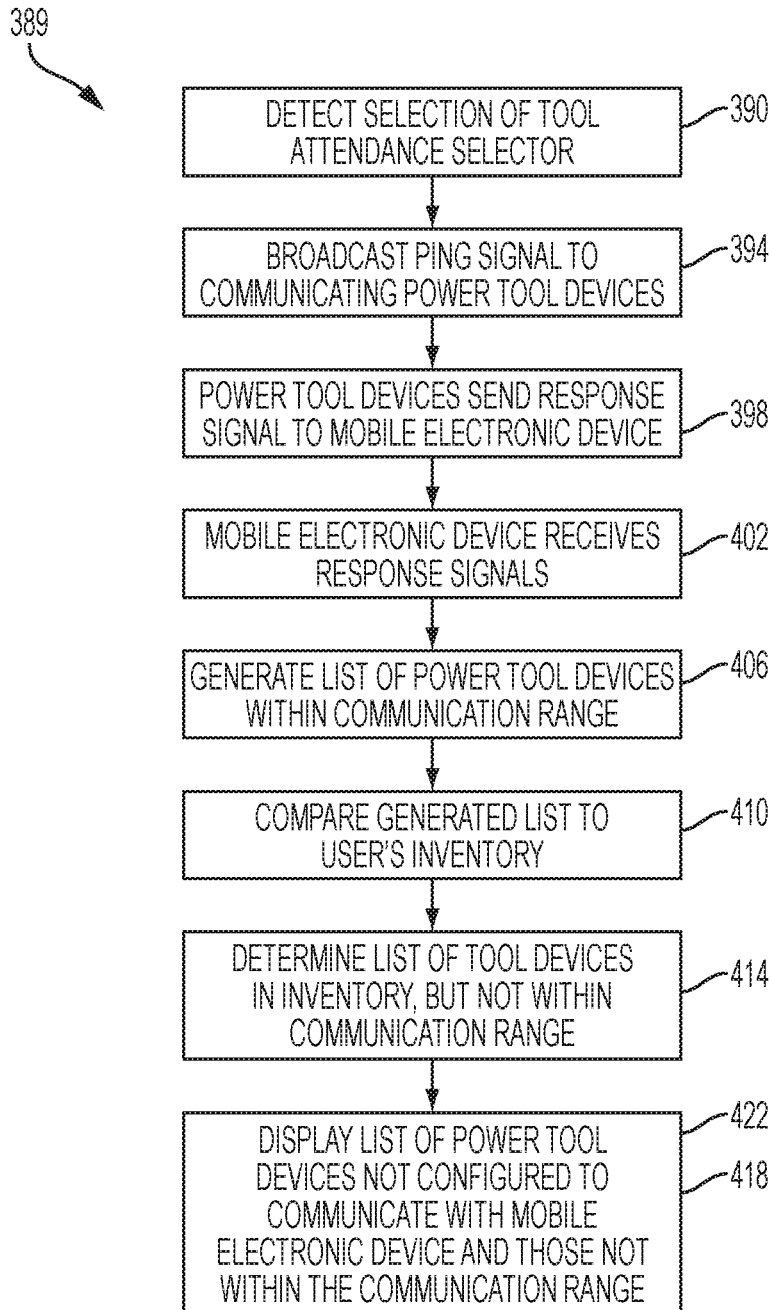 389
DETECT SELECTION OF TOOL
ATTENDANCE SELECTOR
390
BROADCAST PING SIGNAL TO
COMMUNICATING POWER TOOL DEVICES
394
POWER TOOL DEVICES SEND RESPONSE
SIGNAL TO MOBILE ELECTRONIC DEVICE
398
MOBILE ELECTRONIC DEVICE RECEIVES
RESPONSE SIGNALS
402
GENERATE LIST OF POWER TOOL DEVICES
WITHIN COMMUNICATION RANGE
406
COMPARE GENERATED LIST TO
USER'S INVENTORY
410
DETERMINE LIST OF TOOL DEVICES
IN INVENTORY, BUT NOT WITHIN
COMMUNICATION RANGE
414
DISPLAY LIST OF POWER TOOL
DEVICES NOT CONFIGURED TO
COMMUNICATE WITH MOBILE
ELECTRONIC DEVICE AND THOSE NOT
WITHIN THE COMMUNICATION RANGE
422
418